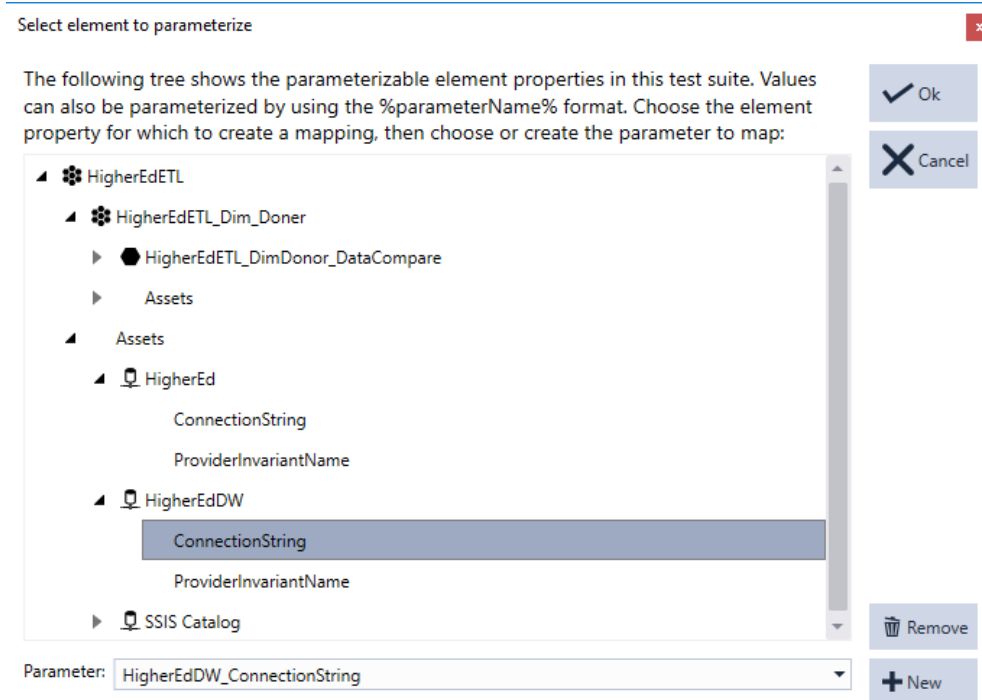 Select element to parameterize
x
The following tree shows the parameterizable element properties in this test suite. Values
can also be parameterized by using the %parameterName% format. Choose the element
property for which to create a mapping, then choose or create the parameter to map:
Ok
Cancel
HigherEdETL
HigherEdETL_Dim_Doner
HigherEdETL_DimDonor_DataCompare
Assets
Assets
HigherEd
ConnectionString
ProviderInvariantName
HigherEdDW
ConnectionString
ProviderInvariantName
SSIS Catalog
Remove
Parameter: HigherEdDW_ConnectionString
New